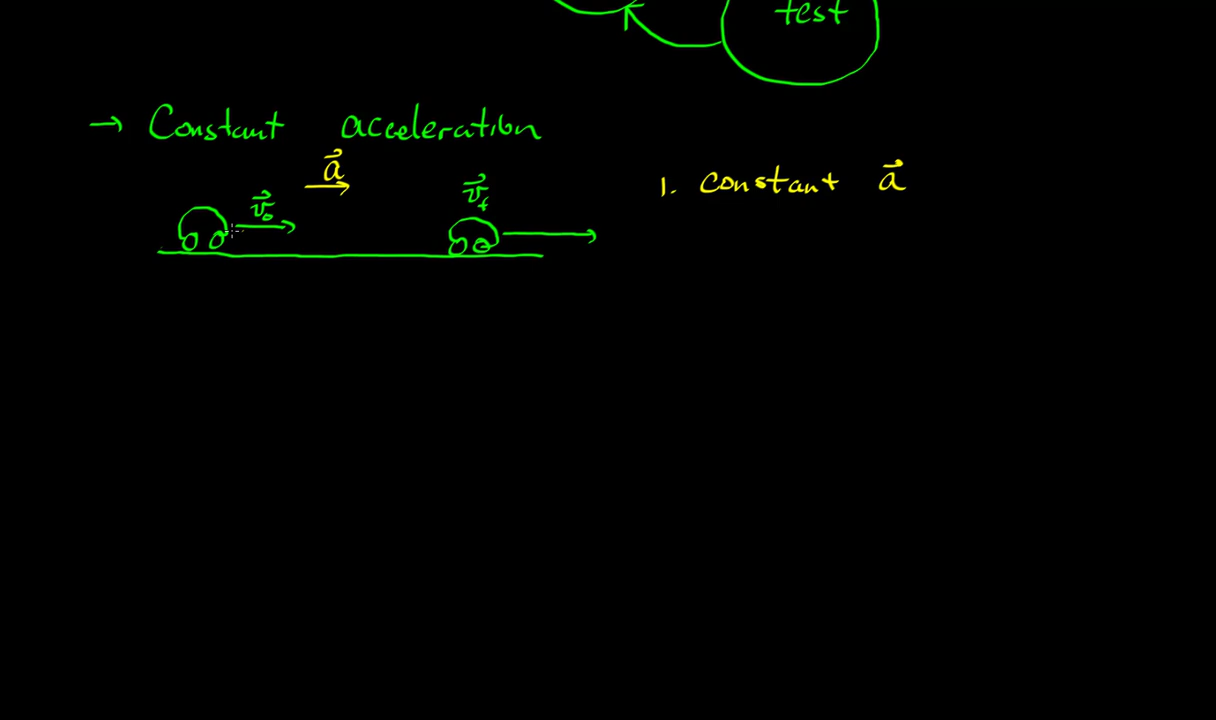 test
→ Constant acceleration
a⃗
1. constant a⃗
v⃗₀
v⃗f